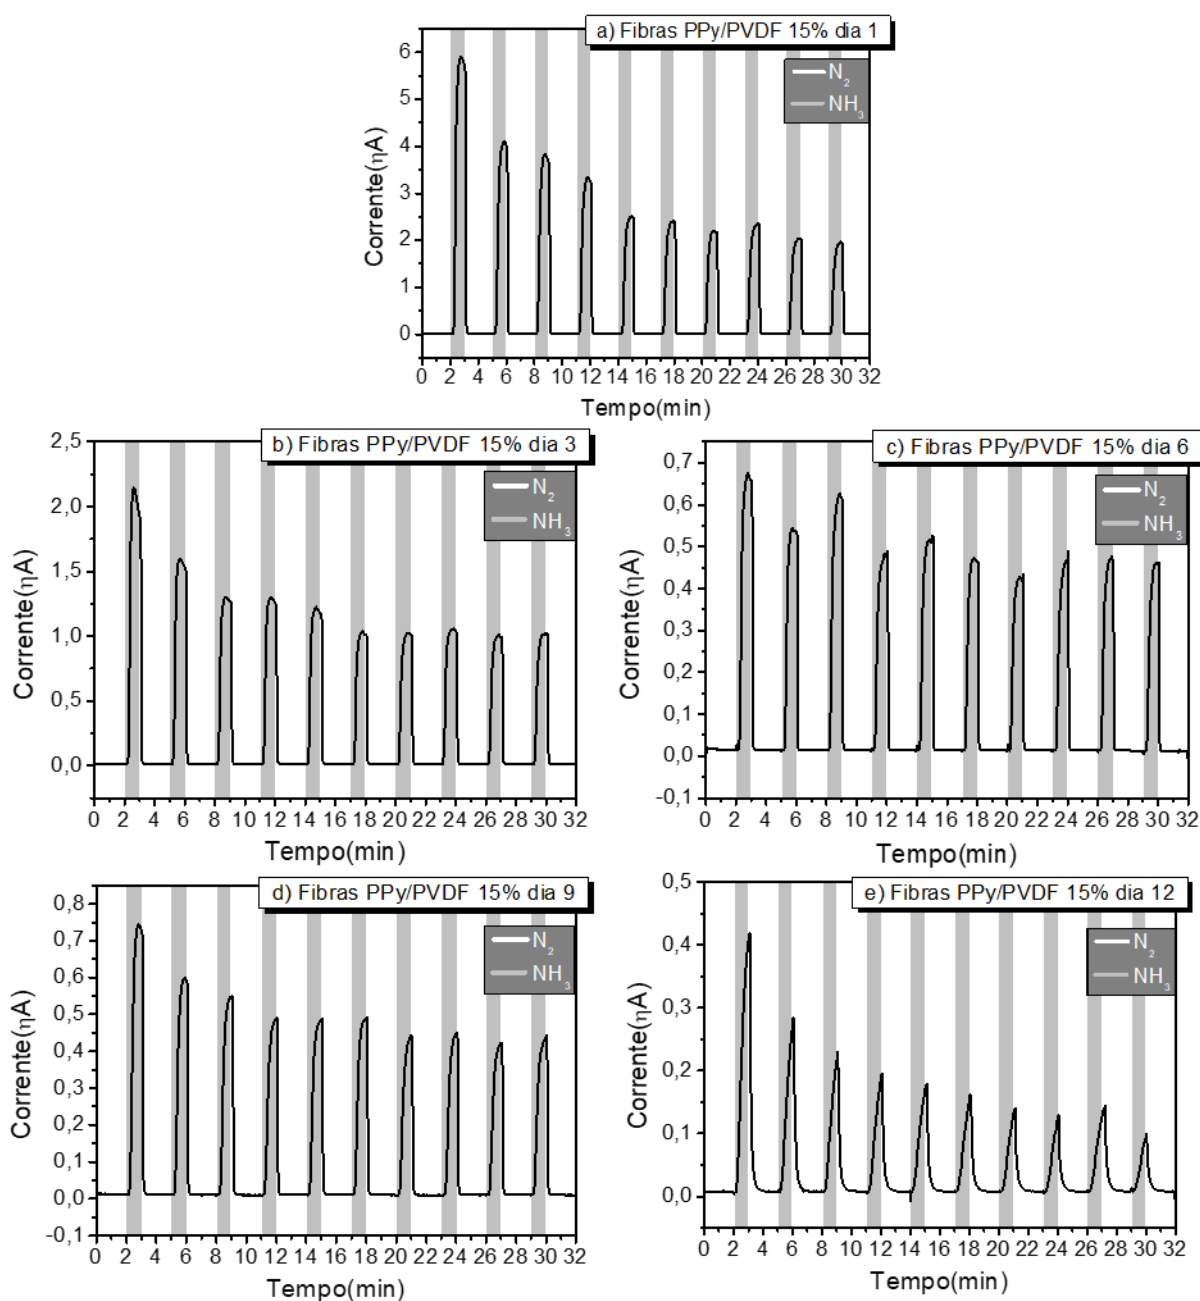 a) Fibras PPy/PVDF 15% dia 1
N2
NH3
Corrente(ηA)
6
5
4
3
2
1
0
0 2 4 6 8 10 12 14 16 18 20 22 24 26 28 30 32
Tempo(min)
b) Fibras PPy/PVDF 15% dia 3
N2
NH3
Corrente(ηA)
2,5
2,0
1,5
1,0
0,5
0,0
0 2 4 6 8 10 12 14 16 18 20 22 24 26 28 30 32
Tempo(min)
c) Fibras PPy/PVDF 15% dia 6
N2
NH3
Corrente(ηA)
0,7
0,6
0,5
0,4
0,3
0,2
0,1
0,0
-0,1
0 2 4 6 8 10 12 14 16 18 20 22 24 26 28 30 32
Tempo(min)
d) Fibras PPy/PVDF 15% dia 9
N2
NH3
Corrente(ηA)
0,8
0,7
0,6
0,5
0,4
0,3
0,2
0,1
0,0
-0,1
0 2 4 6 8 10 12 14 16 18 20 22 24 26 28 30 32
Tempo(min)
e) Fibras PPy/PVDF 15% dia 12
N2
NH3
Corrente(ηA)
0,5
0,4
0,3
0,2
0,1
0,0
0 2 4 6 8 10 12 14 16 18 20 22 24 26 28 30 32
Tempo(min)